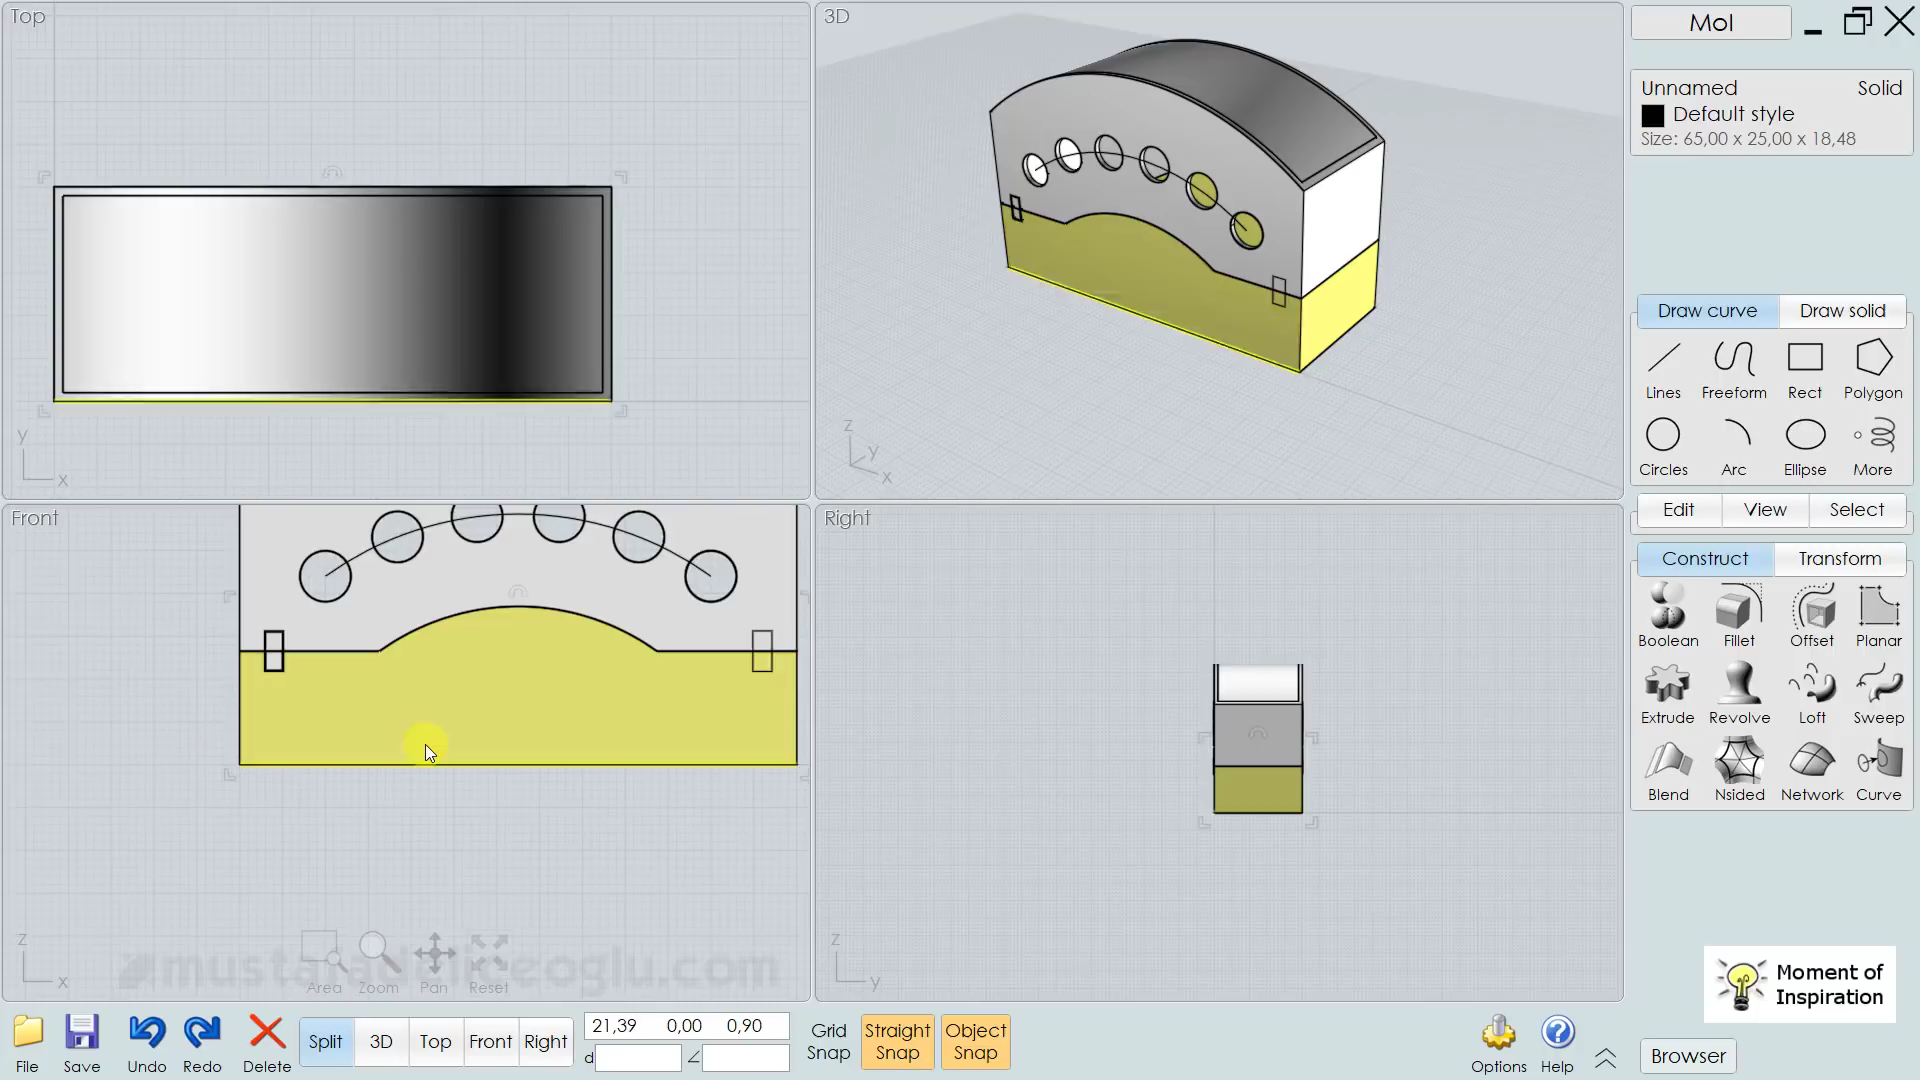 Top
3D
MoI
Unnamed Solid
Default style
Size: 65,00 x 25,00 x 18,48
Draw curve Draw solid
Lines Freeform Rect Polygon
Circles Arc Ellipse More
Edit View Select
Construct Transform
Boolean Fillet Offset Planar
Extrude Revolve Loft Sweep
Blend Nsided Network Curve
y
x
z
y
x
Front
Right
z
x
z
y
Area Zoom Pan Reset
Moment of
Inspiration
File Save Undo Redo Delete
Split 3D Top Front Right
21,39 0,00 0,90
d
Grid
Snap
Straight
Snap
Object
Snap
Options Help
Browser